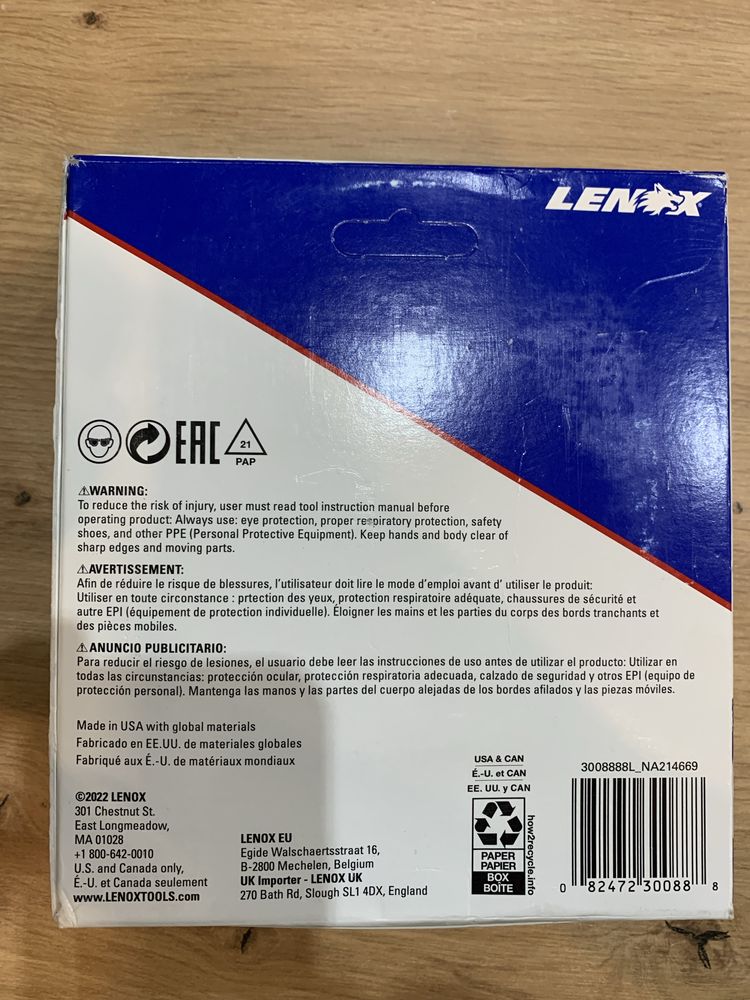 LENOX
EAC
21
PAP
⚠WARNING:
To reduce the risk of injury, user must read tool instruction manual before
operating product: Always use: eye protection, proper respiratory protection, safety
shoes, and other PPE (Personal Protective Equipment). Keep hands and body clear of
sharp edges and moving parts.
⚠AVERTISSEMENT:
Afin de réduire le risque de blessures, l'utilisateur doit lire le mode d'emploi avant d' utiliser le produit:
Utiliser en toute circonstance : prtection des yeux, protection respiratoire adéquate, chaussures de sécurité et
autre EPI (équipement de protection individuelle). Éloigner les mains et les parties du corps des bords tranchants et
des pièces mobiles.
⚠ANUNCIO PUBLICITARIO:
Para reducir el riesgo de lesiones, el usuario debe leer las instrucciones de uso antes de utilizar el producto: Utilizar en
todas las circunstancias: protección ocular, protección respiratoria adecuada, calzado de seguridad y otros EPI (equipo de
protección personal). Mantenga las manos y las partes del cuerpo alejadas de los bordes afilados y las piezas móviles.
Made in USA with global materials
Fabricado en EE.UU. de materiales globales
Fabriqué aux É.-U. de matériaux mondiaux
©2022 LENOX
301 Chestnut St.
East Longmeadow,
MA 01028
+1 800-642-0010
U.S. and Canada only,
É.-U. et Canada seulement
www.LENOXTOOLS.com
LENOX EU
Egide Walschaertsstraat 16,
B-2800 Mechelen, Belgium
UK Importer - LENOX UK
270 Bath Rd, Slough SL1 4DX, England
USA & CAN
É.-U. et CAN
EE. UU. y CAN
PAPER
PAPIER
BOX
BOÎTE
how2recycle.info
3008888L_NA214669
0 82472 30088 8